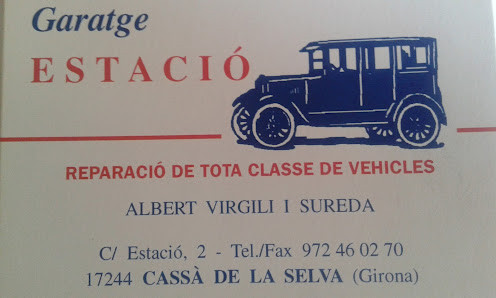 Garatge
ESTACIÓ
REPARACIÓ DE TOTA CLASSE DE VEHICLES
ALBERT VIRGILI I SUREDA
C/ Estació, 2 - Tel./Fax 972 46 02 70
17244 CASSÀ DE LA SELVA (Girona)